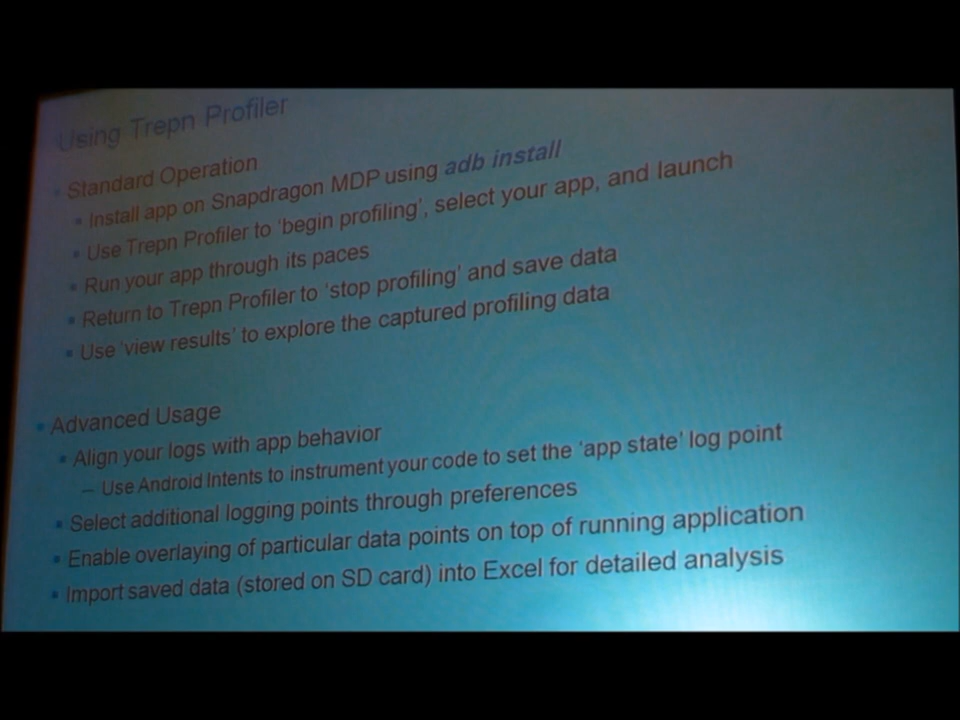 Using Trepn Profiler
Standard Operation
Install app on Snapdragon MDP using adb install
Use Trepn Profiler to ‘begin profiling’, select your app, and launch
Run your app through its paces
Return to Trepn Profiler to ‘stop profiling’ and save data
Use ‘view results’ to explore the captured profiling data
Advanced Usage
Align your logs with app behavior
– Use Android Intents to instrument your code to set the ‘app state’ log point
Select additional logging points through preferences
Enable overlaying of particular data points on top of running application
Import saved data (stored on SD card) into Excel for detailed analysis